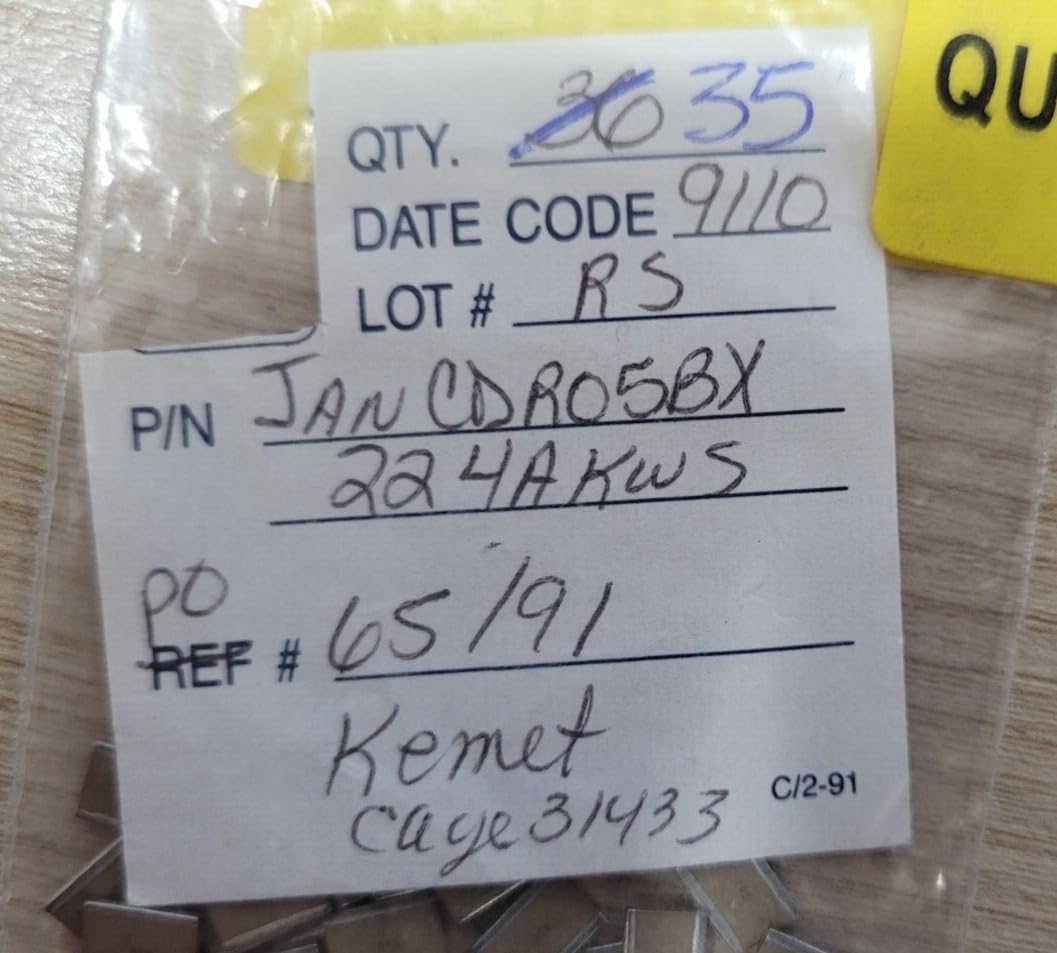 QU
QTY. 36 35
DATE CODE 9110
LOT # RS
P/N JAN CDR05BX
224AKWS
PO
REF # 65/91
Kemet
C/2-91
Cage 31433